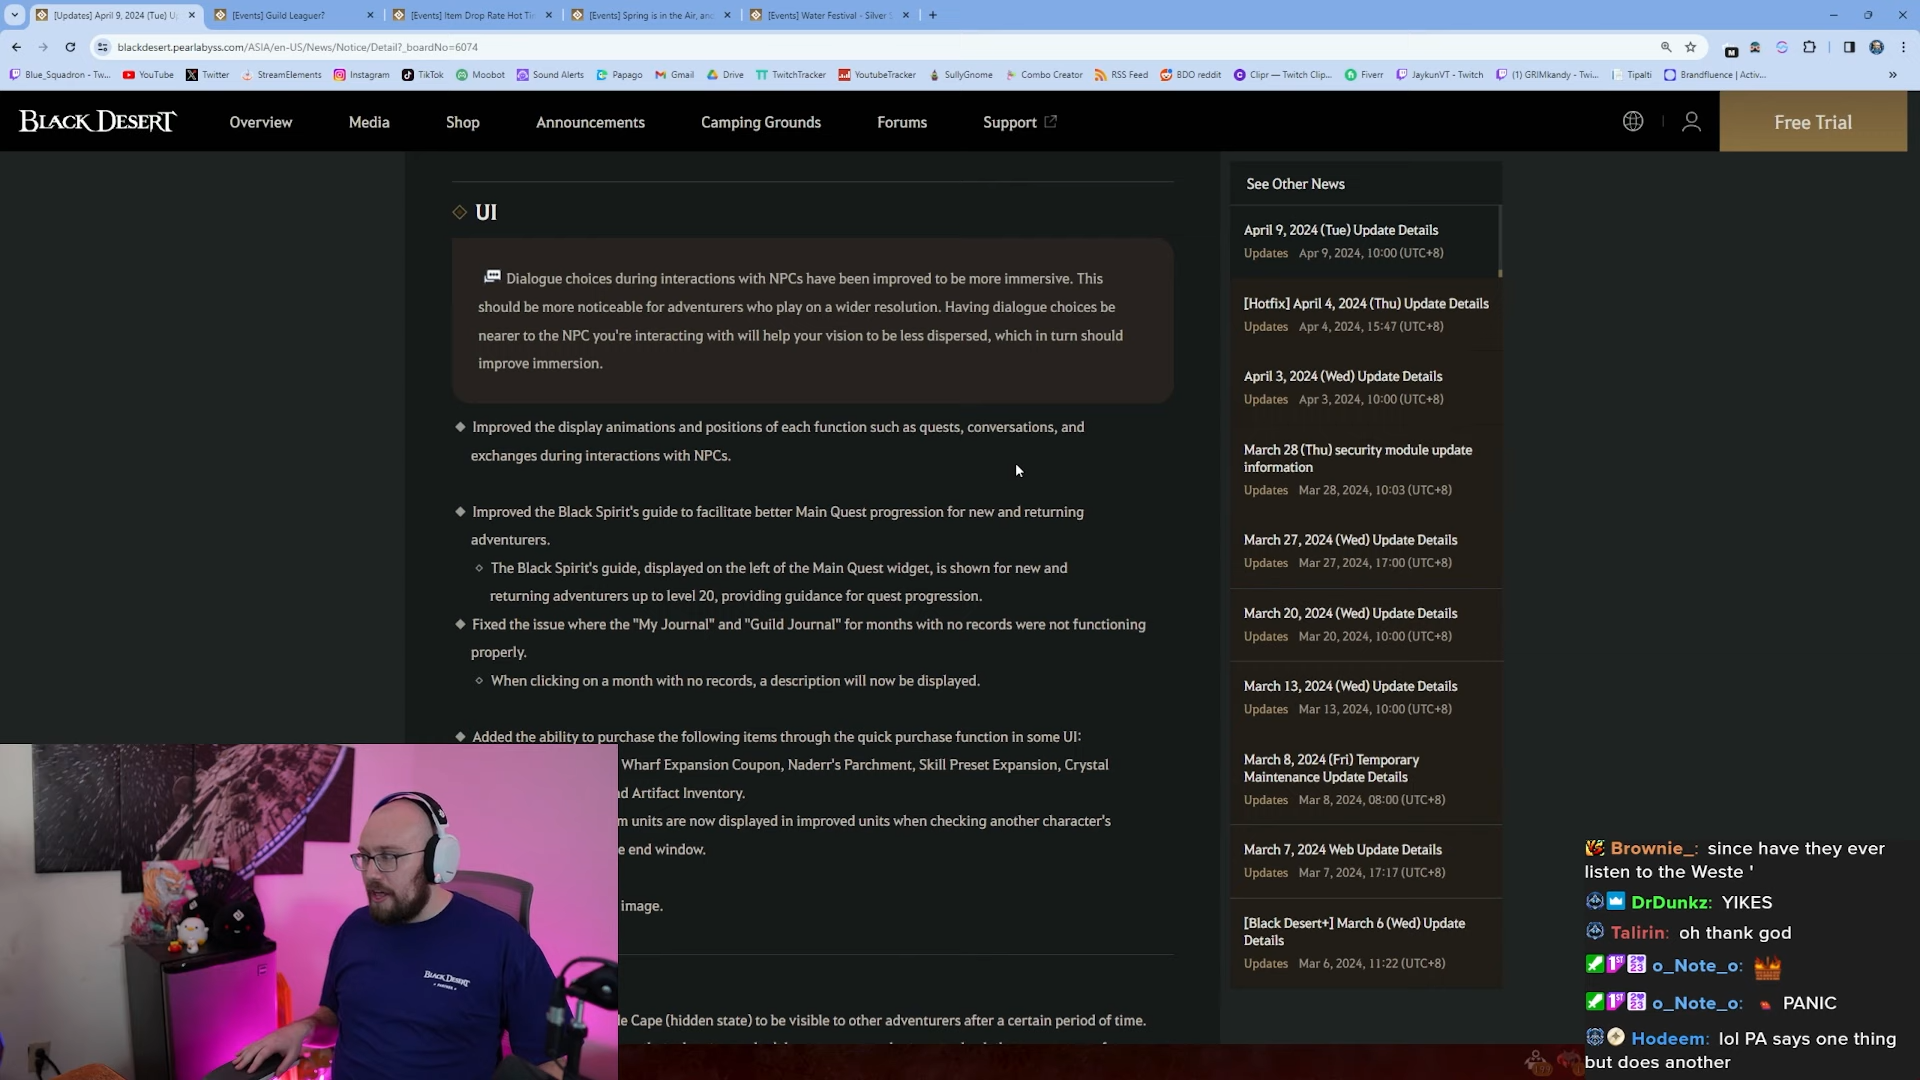 [Updates] April 9, 2024 (Tue) U
[Events] Guild Leaguer?
[Events] Item Drop Rate Hot Ti
[Events] Spring is in the Air, an
[Events] Water Festival - Silver
blackdesert.pearlabyss.com/ASIA/en-US/News/Notice/Detail?_boardNo=6074
Blue_Squadron - Tw...
YouTube
Twitter
StreamElements
Instagram
TikTok
Moobot
Sound Alerts
Papago
Gmail
Drive
TwitchTracker
YoutubeTracker
SullyGnome
Combo Creator
RSS Feed
BDO reddit
Clipr — Twitch Clip...
Fiverr
JaykunVT - Twitch
(1) GRIMkandy - Twi...
Tipalti
Brandfluence | Activ...
BLACK DESERT
Overview
Media
Shop
Announcements
Camping Grounds
Forums
Support
Free Trial
UI
Dialogue choices during interactions with NPCs have been improved to be more immersive. This
should be more noticeable for adventurers who play on a wider resolution. Having dialogue choices be
nearer to the NPC you're interacting with will help your vision to be less dispersed, which in turn should
improve immersion.
Improved the display animations and positions of each function such as quests, conversations, and
exchanges during interactions with NPCs.
Improved the Black Spirit's guide to facilitate better Main Quest progression for new and returning
adventurers.
The Black Spirit's guide, displayed on the left of the Main Quest widget, is shown for new and
returning adventurers up to level 20, providing guidance for quest progression.
Fixed the issue where the "My Journal" and "Guild Journal" for months with no records were not functioning
properly.
When clicking on a month with no records, a description will now be displayed.
Added the ability to purchase the following items through the quick purchase function in some UI:
Wharf Expansion Coupon, Naderr's Parchment, Skill Preset Expansion, Crystal
d Artifact Inventory.
m units are now displayed in improved units when checking another character's
e end window.
image.
le Cape (hidden state) to be visible to other adventurers after a certain period of time.
See Other News
April 9, 2024 (Tue) Update Details
Updates Apr 9, 2024, 10:00 (UTC+8)
[Hotfix] April 4, 2024 (Thu) Update Details
Updates Apr 4, 2024, 15:47 (UTC+8)
April 3, 2024 (Wed) Update Details
Updates Apr 3, 2024, 10:00 (UTC+8)
March 28 (Thu) security module update
information
Updates Mar 28, 2024, 10:03 (UTC+8)
March 27, 2024 (Wed) Update Details
Updates Mar 27, 2024, 17:00 (UTC+8)
March 20, 2024 (Wed) Update Details
Updates Mar 20, 2024, 10:00 (UTC+8)
March 13, 2024 (Wed) Update Details
Updates Mar 13, 2024, 10:00 (UTC+8)
March 8, 2024 (Fri) Temporary
Maintenance Update Details
Updates Mar 8, 2024, 08:00 (UTC+8)
March 7, 2024 Web Update Details
Updates Mar 7, 2024, 17:17 (UTC+8)
[Black Desert+] March 6 (Wed) Update
Details
Updates Mar 6, 2024, 11:22 (UTC+8)
BLACK DESERT
Brownie_: since have they ever
listen to the Weste '
DrDunkz: YIKES
Talirin: oh thank god
o_Note_o:
o_Note_o: PANIC
Hodeem: lol PA says one thing
but does another